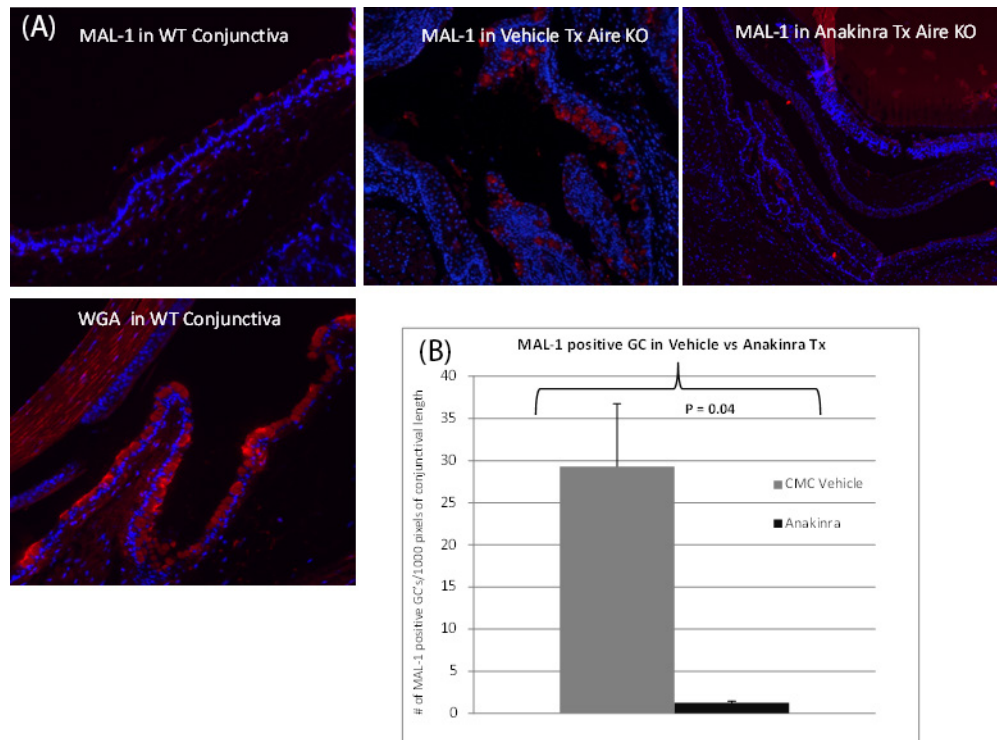 (A)
MAL-1 in WT Conjunctiva
MAL-1 in Vehicle Tx Aire KO
MAL-1 in Anakinra Tx Aire KO
WGA in WT Conjunctiva
(B)
MAL-1 positive GC in Vehicle vs Anakinra Tx
# of MAL-1 positive GC's/1000 pixels of conjunctival length
40
35
30
25
20
15
10
5
0
P = 0.04
CMC Vehicle
Anakinra